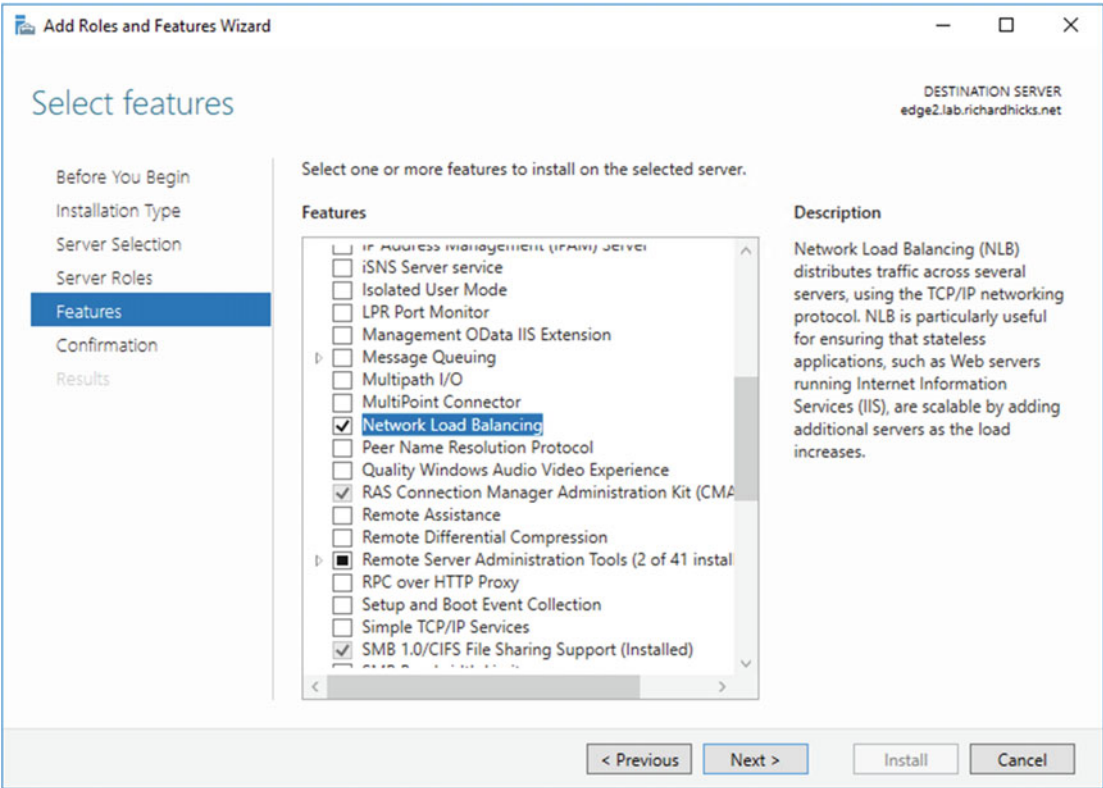 Add Roles and Features Wizard
Select features
DESTINATION SERVER
edge2.lab.richardhicks.net
Before You Begin
Installation Type
Server Selection
Server Roles
Features
Confirmation
Results
Select one or more features to install on the selected server.
Features
IP Address Management (IPAM) Server
iSNS Server service
Isolated User Mode
LPR Port Monitor
Management OData IIS Extension
Message Queuing
Multipath I/O
MultiPoint Connector
Network Load Balancing
Peer Name Resolution Protocol
Quality Windows Audio Video Experience
RAS Connection Manager Administration Kit (CMA
Remote Assistance
Remote Differential Compression
Remote Server Administration Tools (2 of 41 instal
RPC over HTTP Proxy
Setup and Boot Event Collection
Simple TCP/IP Services
SMB 1.0/CIFS File Sharing Support (Installed)
Description
Network Load Balancing (NLB)
distributes traffic across several
servers, using the TCP/IP networking
protocol. NLB is particularly useful
for ensuring that stateless
applications, such as Web servers
running Internet Information
Services (IIS), are scalable by adding
additional servers as the load
increases.
< Previous
Next >
Install
Cancel